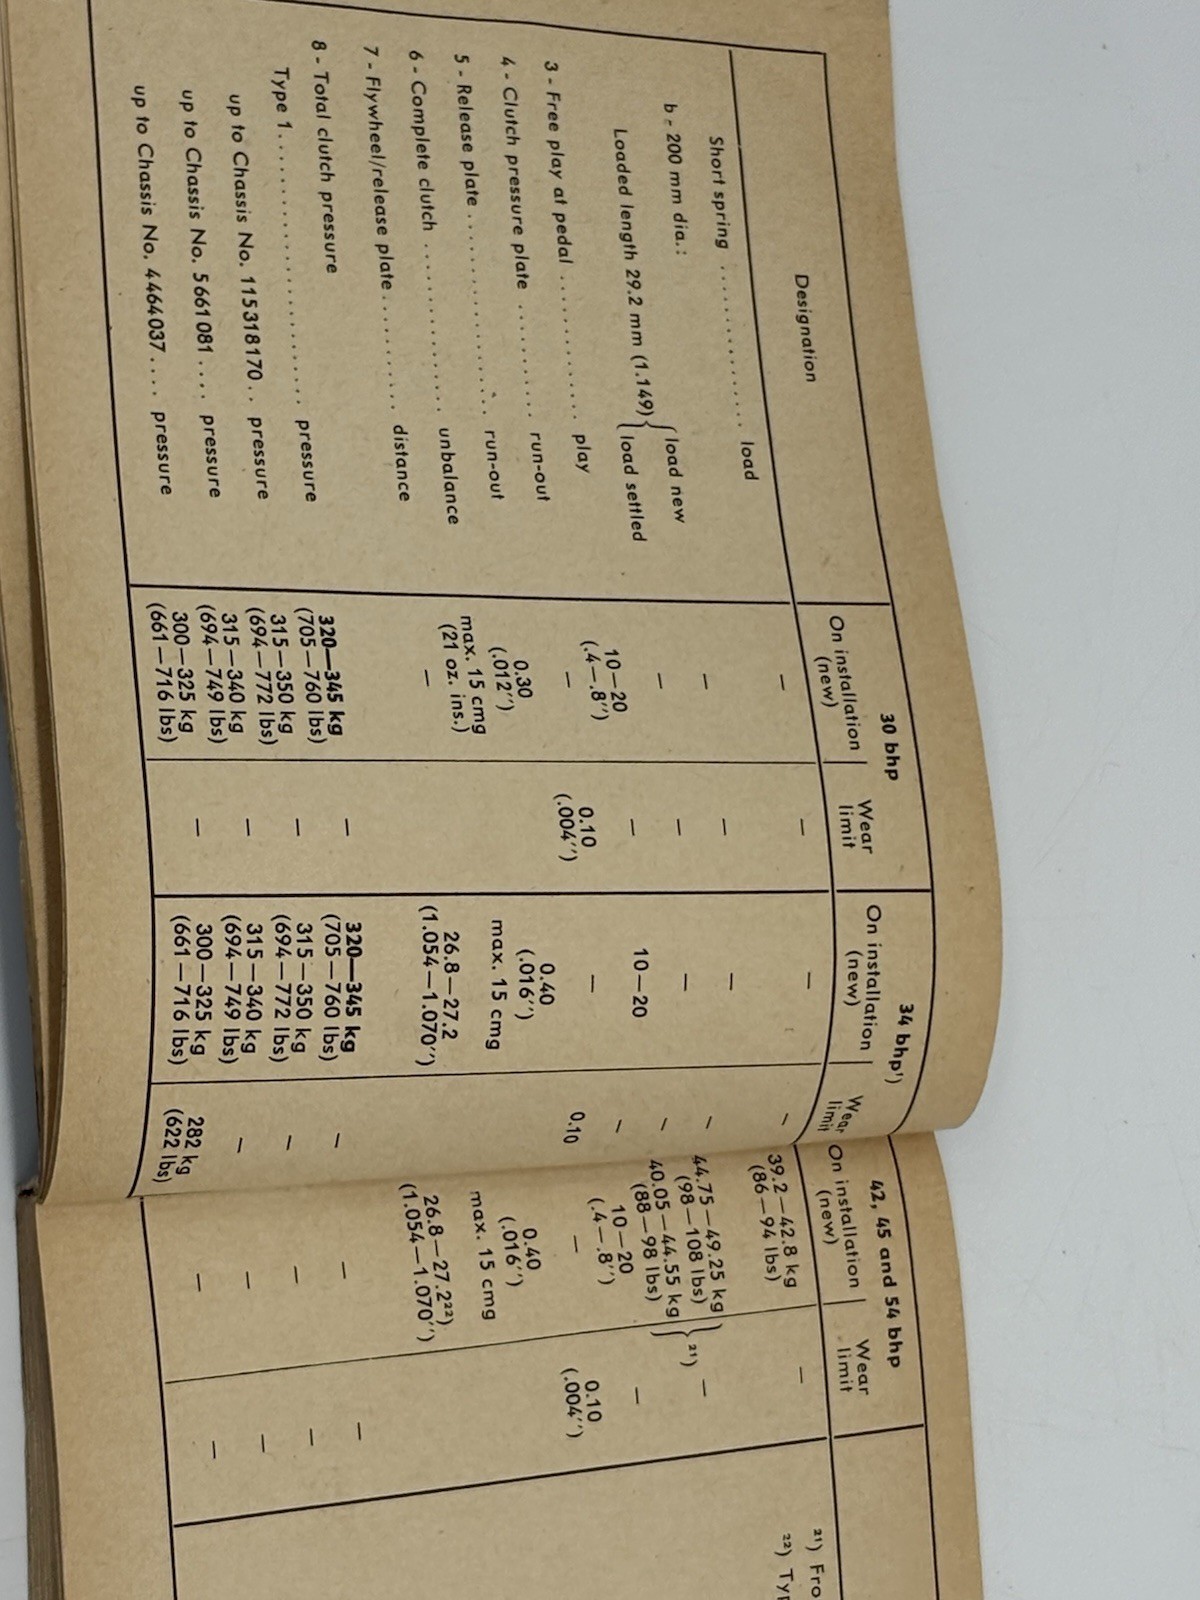 Designation
30 bhp
34 bhp¹)
42, 45 and 54 bhp
On installation (new)
Wear limit
On installation (new)
Wear limit
On installation (new)
Wear limit
Short spring ............ load — — — — 39.2—42.8 kg —
(86—94 lbs)
b - 200 mm dia.:
Loaded length 29.2 mm (1.149) { load new — — — — 44.75—49.25 kg } ²¹) —
(98—108 lbs)
load settled — — — — 40.05—44.55 kg
(88—98 lbs)
3 - Free play at pedal ............ play 10—20 — 10—20 — 10—20 —
(.4—.8′′) (.4—.8′′)
4 - Clutch pressure plate .......... run-out — 0.10 — 0.10 — 0.10
(.004′′) (.004′′)
5 - Release plate ................ run-out 0.30 0.40 0.40
(.012′′) (.016′′) (.016′′)
6 - Complete clutch .............. unbalance max. 15 cmg max. 15 cmg max. 15 cmg
(21 oz. ins.)
7 - Flywheel/release plate .......... distance — 26.8—27.2 26.8—27.2²²)
(1.054—1.070′′) (1.054—1.070′′)
8 - Total clutch pressure
Type 1...................... pressure 320—345 kg — 320—345 kg — — —
(705—760 lbs) (705—760 lbs)
up to Chassis No. 115318170 .. pressure 315—350 kg — 315—350 kg — — —
(694—772 lbs) (694—772 lbs)
up to Chassis No. 5661081 .... pressure 315—340 kg — 315—340 kg — — —
(694—749 lbs) (694—749 lbs)
up to Chassis No. 4464037 .... pressure 300—325 kg — 300—325 kg 282 kg — —
(661—716 lbs) (661—716 lbs) (622 lbs)
²¹) Fro
²²) Typ